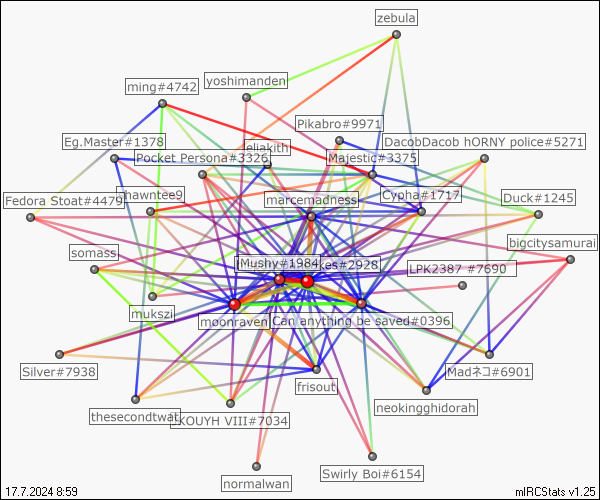 zebula
yoshimanden
ming#4742
Pikabro#9971
Eg.Master#1378
eliakith
DacobDacob hORNY police#5271
Pocket Persona#3326
Majestic#3375
Fedora Stoat#4479
shawntee9
marcemadness
Cypha#1717
Duck#1245
bigcitysamurai
somass
Mushy#1984
kes#2928
LPK2387 #7690
mukszi
moonraven
Can anything be saved#0396
Silver#7938
frisout
Madネコ#6901
thesecondtwat
KOUYH VIII#7034
neokingghidorah
Swirly Boi#6154
normalwan
17.7.2024 8:59
mIRCStats v1.25